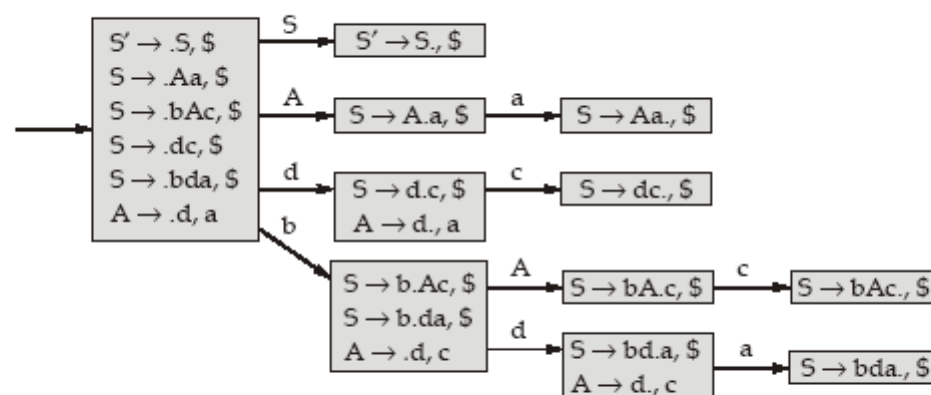 S′ → .S, $
S → .Aa, $
S → .bAc, $
S → .dc, $
S → .bda, $
A → .d, a
S
S′ → S., $
A
S → A.a, $
a
S → Aa., $
d
S → d.c, $
A → d., a
c
S → dc., $
b
S → b.Ac, $
S → b.da, $
A → .d, c
A
S → bA.c, $
c
S → bAc., $
d
S → bd.a, $
A → d., c
a
S → bda., $